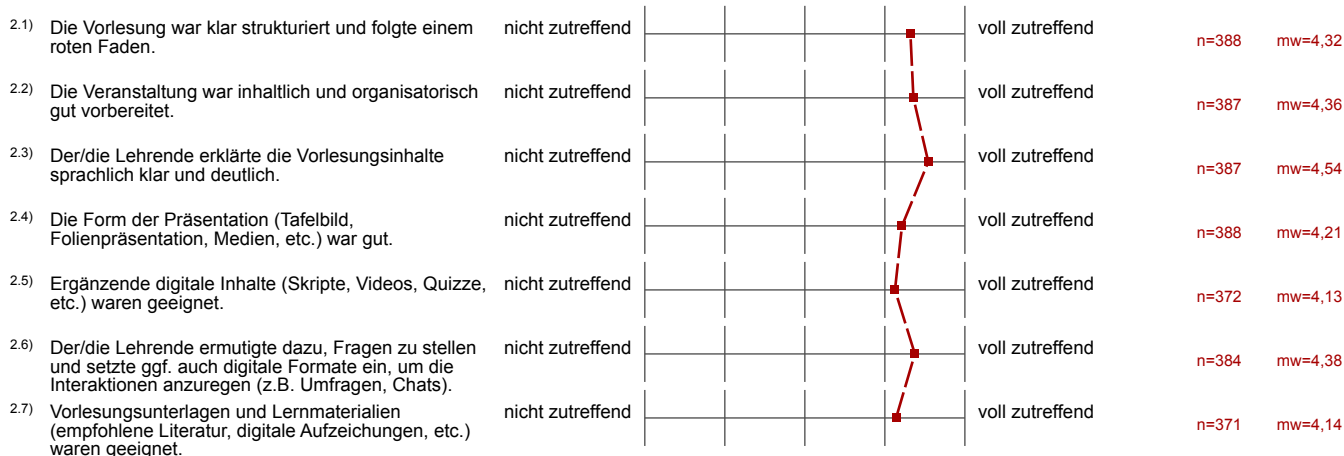 2.1) Die Vorlesung war klar strukturiert und folgte einem roten Faden. nicht zutreffend voll zutreffend n=388 mw=4,32
2.2) Die Veranstaltung war inhaltlich und organisatorisch gut vorbereitet. nicht zutreffend voll zutreffend n=387 mw=4,36
2.3) Der/die Lehrende erklärte die Vorlesungsinhalte sprachlich klar und deutlich. nicht zutreffend voll zutreffend n=387 mw=4,54
2.4) Die Form der Präsentation (Tafelbild, Folienpräsentation, Medien, etc.) war gut. nicht zutreffend voll zutreffend n=388 mw=4,21
2.5) Ergänzende digitale Inhalte (Skripte, Videos, Quizze, etc.) waren geeignet. nicht zutreffend voll zutreffend n=372 mw=4,13
2.6) Der/die Lehrende ermutigte dazu, Fragen zu stellen und setzte ggf. auch digitale Formate ein, um die Interaktionen anzuregen (z.B. Umfragen, Chats). nicht zutreffend voll zutreffend n=384 mw=4,38
2.7) Vorlesungsunterlagen und Lernmaterialien (empfohlene Literatur, digitale Aufzeichungen, etc.) waren geeignet. nicht zutreffend voll zutreffend n=371 mw=4,14